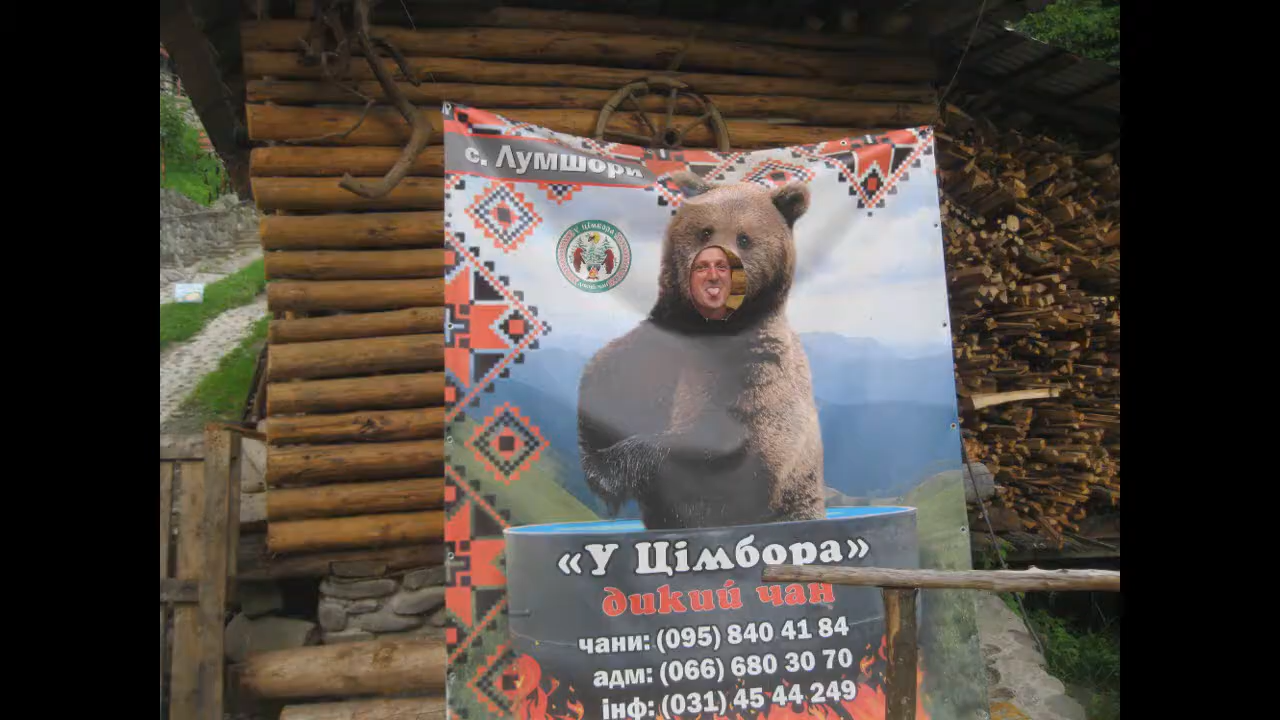 с. Лумшори
У ЦІМБОРА
«У Цімбора»
дикий чан
чани: (095) 840 41 84
адм: (066) 680 30 70
інф: (031) 45 44 249